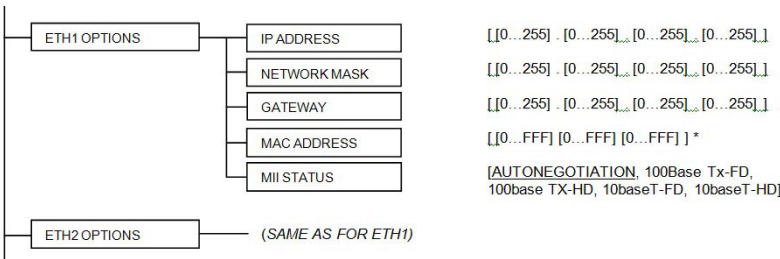 ETH1 OPTIONS
IP ADDRESS [ [0…255] . [0…255] . [0…255] . [0…255] ]
NETWORK MASK [ [0…255] . [0…255] . [0…255] . [0…255] ]
GATEWAY [ [0…255] . [0…255] . [0…255] . [0…255] ]
MAC ADDRESS [ [0…FFF] [0…FFF] [0…FFF] ] *
MII STATUS [AUTONEGOTIATION, 100Base Tx-FD,
100base TX-HD, 10baseT-FD, 10baseT-HD]
ETH2 OPTIONS (SAME AS FOR ETH1)